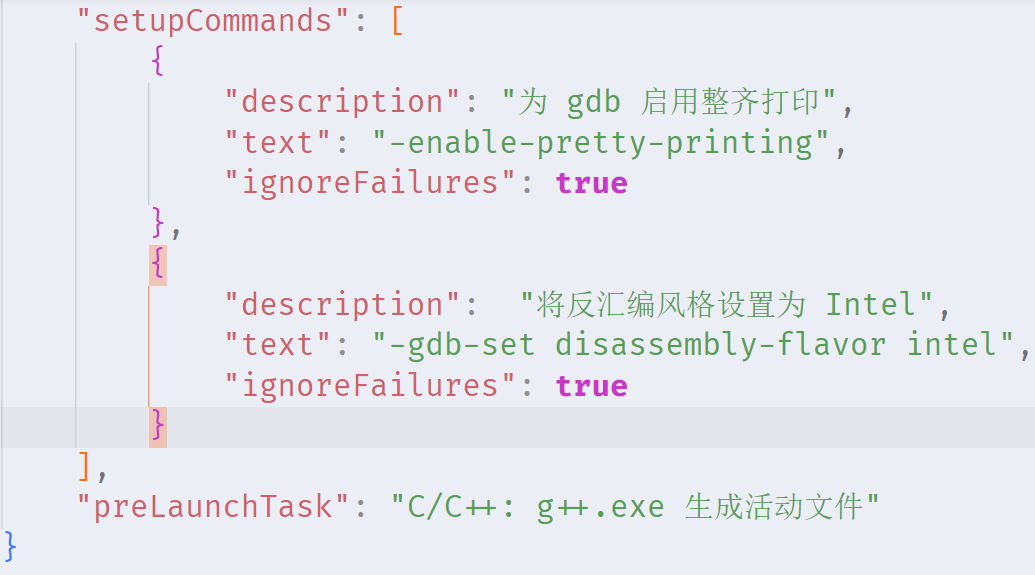 "setupCommands": [
{
"description": "为 gdb 启用整齐打印",
"text": "-enable-pretty-printing",
"ignoreFailures": true
},
{
"description":  "将反汇编风格设置为 Intel",
"text": "-gdb-set disassembly-flavor intel",
"ignoreFailures": true
}
],
"preLaunchTask": "C/C++: g++.exe 生成活动文件"
}